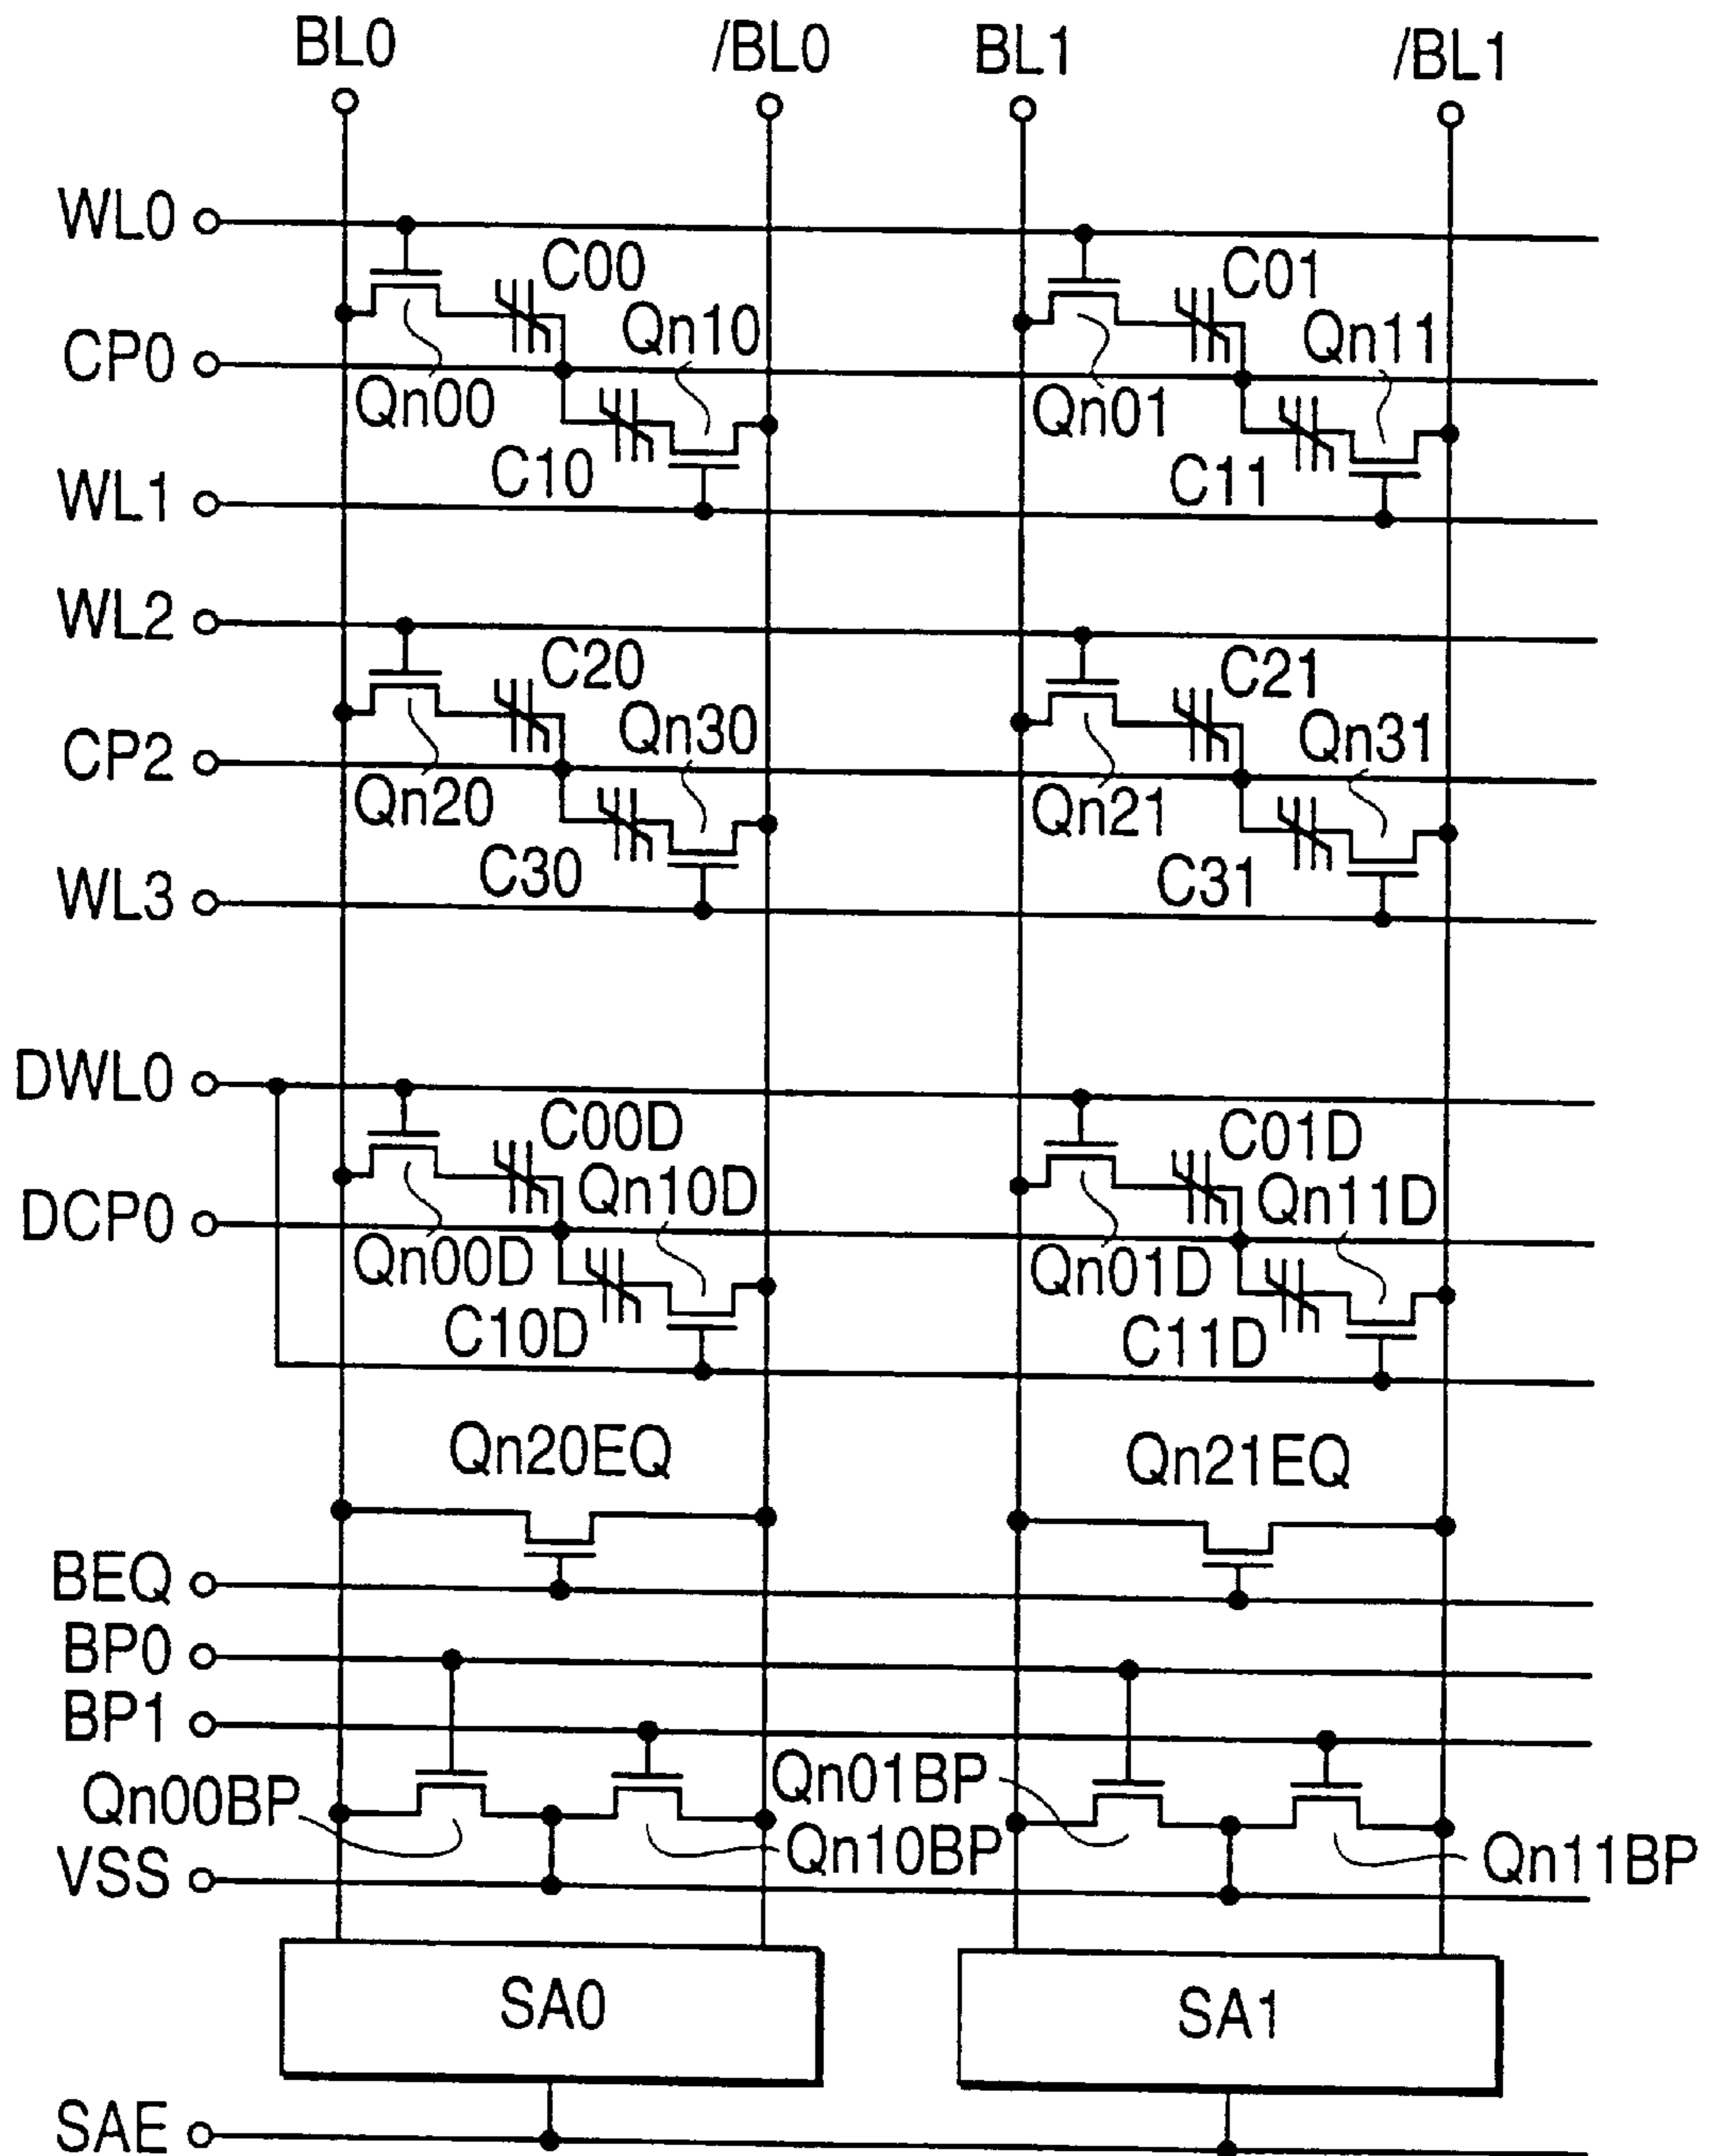 BL0 /BL0 BL1 /BL1
WL0
C00 C01
Qn10 Qn11
CP0
Qn00 Qn01
C10 C11
WL1
WL2
C20 C21
Qn30 Qn31
CP2
Qn20 Qn21
C30 C31
WL3
DWL0
C00D C01D
Qn10D Qn11D
DCP0
Qn00D Qn01D
C10D C11D
Qn20EQ Qn21EQ
BEQ
BP0
BP1
Qn00BP Qn01BP
Qn10BP Qn11BP
VSS
SA0 SA1
SAE